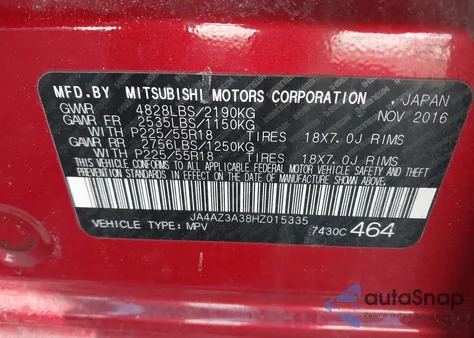 MFD.BY MITSUBISHI MOTORS CORPORATION . JAPAN
GVWR 4828LBS/2190KG NOV 2016
GAWR FR 2535LBS/1150KG
WITH P225/55R18 TIRES 18X7.0J RIMS
GAWR RR 2756LBS/1250KG
WITH P225/55R18 TIRES 18X7.0J RIMS
THIS VEHICLE CONFORMS TO ALL APPLICABLE
FEDERAL MOTOR VEHICLE SAFETY STANDARDS IN
EFFECT ON THE DATE OF MANUFACTURE SHOWN ABOVE.
JA4AZ3A38HZ015335
VEHICLE TYPE: MPV 7430C 464
autoSnap